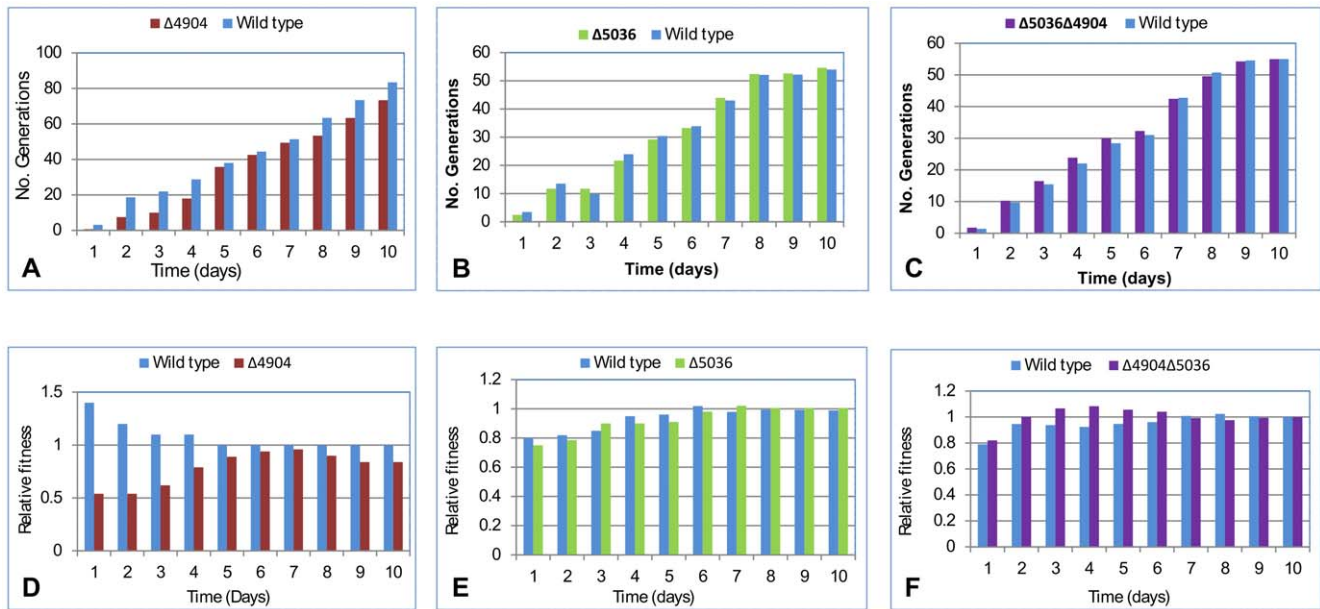 Δ4904 Wild type
100
80
60
40
20
0
No. Generations
1 2 3 4 5 6 7 8 9 10
Time (days)
A
Δ5036 Wild type
60
50
40
30
20
10
0
No. Generations
1 2 3 4 5 6 7 8 9 10
Time (days)
B
Δ5036Δ4904 Wild type
60
50
40
30
20
10
0
No. Generations
1 2 3 4 5 6 7 8 9 10
Time (days)
C
Wild type Δ4904
1.5
1
0.5
0
Relative fitness
1 2 3 4 5 6 7 8 9 10
Time (Days)
D
Wild type Δ5036
1.2
1
0.8
0.6
0.4
0.2
0
Relative fitness
1 2 3 4 5 6 7 8 9 10
Time (days)
E
Wild type Δ4904Δ5036
1.2
1
0.8
0.6
0.4
0.2
0
Relative fitness
1 2 3 4 5 6 7 8 9 10
Time (days)
F